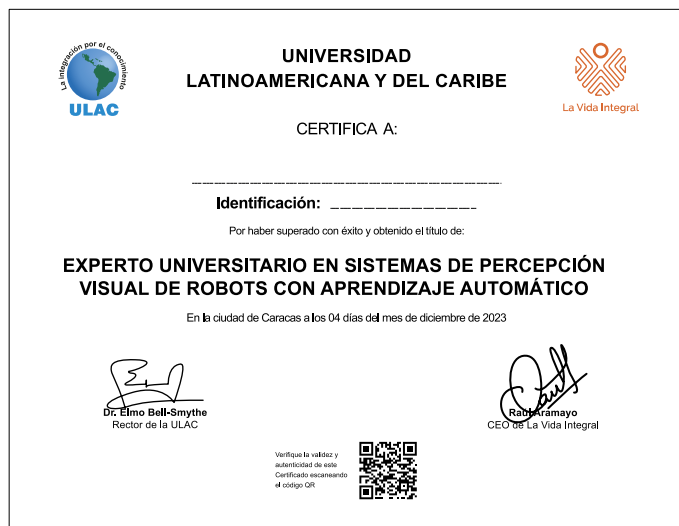 La integración por el conocimiento
ULAC
UNIVERSIDAD
LATINOAMERICANA Y DEL CARIBE
La Vida Integral
CERTIFICA A:
Identificación:
Por haber superado con éxito y obtenido el título de:
EXPERTO UNIVERSITARIO EN SISTEMAS DE PERCEPCIÓN
VISUAL DE ROBOTS CON APRENDIZAJE AUTOMÁTICO
En la ciudad de Caracas a los 04 días del mes de diciembre de 2023
Dr. Elmo Bell-Smythe
Rector de la ULAC
Raúl Aramayo
CEO de La Vida Integral
Verifique la validez y
autenticidad de este
Certificado escaneando
el código QR